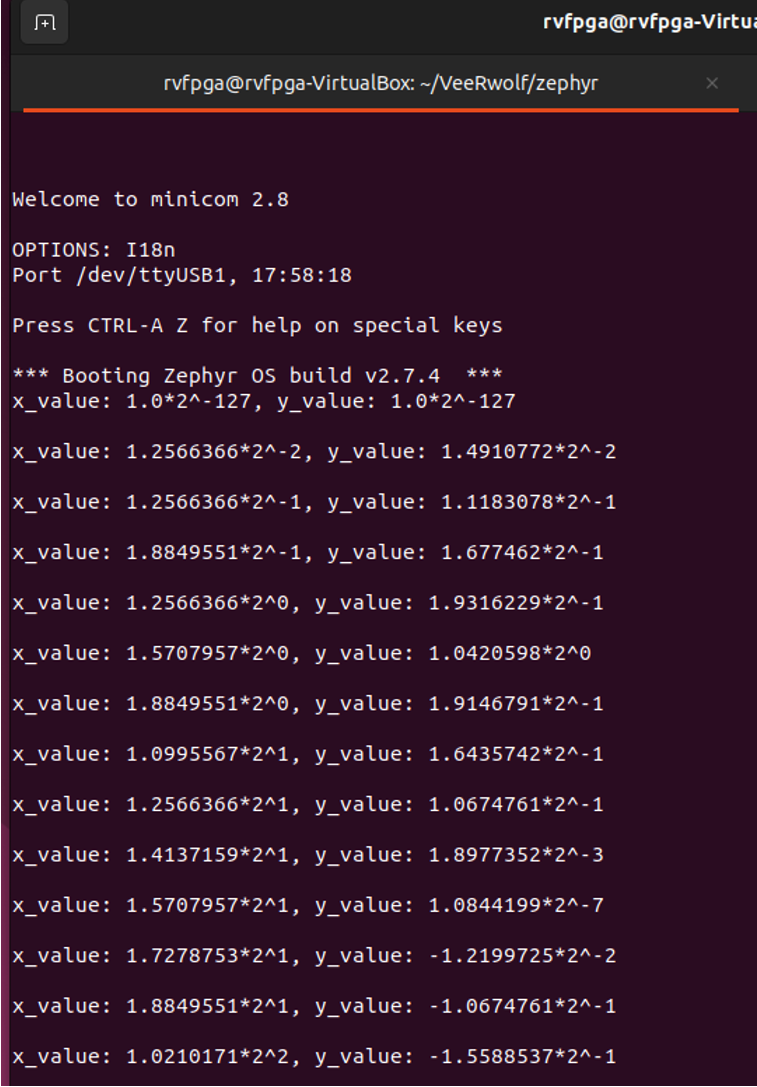 rvfpga@rvfpga-Virtua
rvfpga@rvfpga-VirtualBox: ~/VeeRwolf/zephyr
Welcome to minicom 2.8
OPTIONS: I18n
Port /dev/ttyUSB1, 17:58:18
Press CTRL-A Z for help on special keys
*** Booting Zephyr OS build v2.7.4  ***
x_value: 1.0*2^-127, y_value: 1.0*2^-127
x_value: 1.2566366*2^-2, y_value: 1.4910772*2^-2
x_value: 1.2566366*2^-1, y_value: 1.1183078*2^-1
x_value: 1.8849551*2^-1, y_value: 1.677462*2^-1
x_value: 1.2566366*2^0, y_value: 1.9316229*2^-1
x_value: 1.5707957*2^0, y_value: 1.0420598*2^0
x_value: 1.8849551*2^0, y_value: 1.9146791*2^-1
x_value: 1.0995567*2^1, y_value: 1.6435742*2^-1
x_value: 1.2566366*2^1, y_value: 1.0674761*2^-1
x_value: 1.4137159*2^1, y_value: 1.8977352*2^-3
x_value: 1.5707957*2^1, y_value: 1.0844199*2^-7
x_value: 1.7278753*2^1, y_value: -1.2199725*2^-2
x_value: 1.8849551*2^1, y_value: -1.0674761*2^-1
x_value: 1.0210171*2^2, y_value: -1.5588537*2^-1